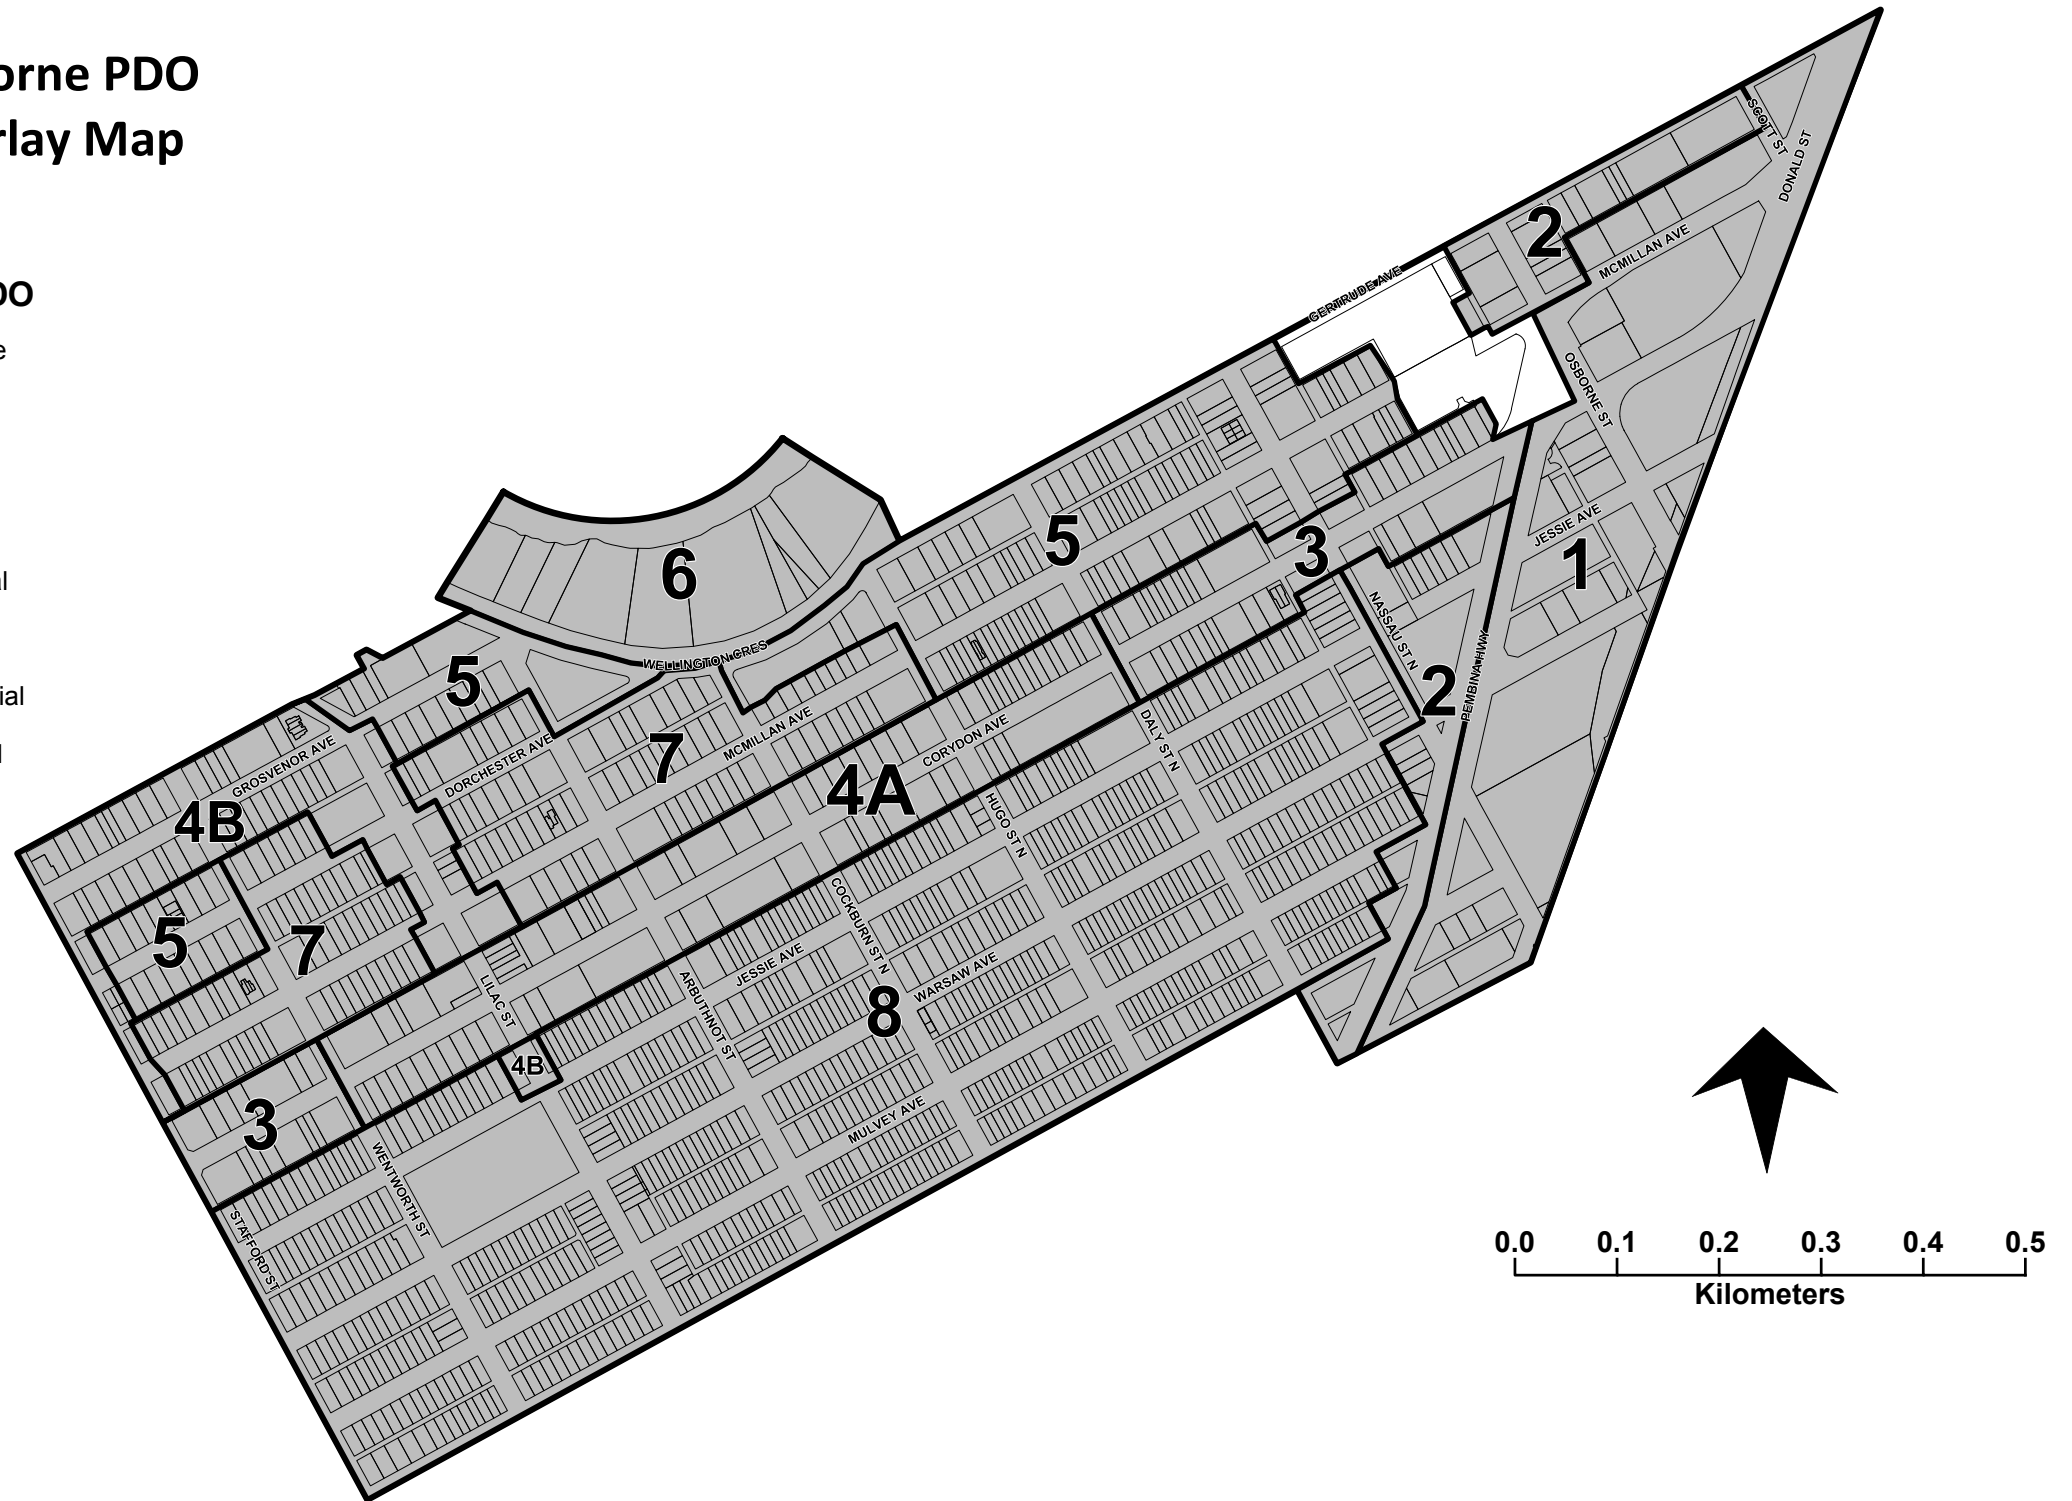 orne PDO
rlay Map
DO
e
al
ial
l
SCOTT ST
DONALD ST
2
MCMILLAN AVE
GERTRUDE AVE
OSBORNE ST
JESSIE AVE
1
5
3
6
NASSAU ST N
PEMBINA HWY
2
WELLINGTON CRES
5
MCMILLAN AVE
CORYDON AVE
DALY ST N
DORCHESTER AVE
7
GROSVENOR AVE
4A
4B
HUGO ST N
COCKBURN ST N
5
7
JESSIE AVE
WARSAW AVE
LILAC ST
ARBUTHNOT ST
8
4B
3
MULVEY AVE
WENTWORTH ST
STAFFORD ST
0.0 0.1 0.2 0.3 0.4 0.5
Kilometers